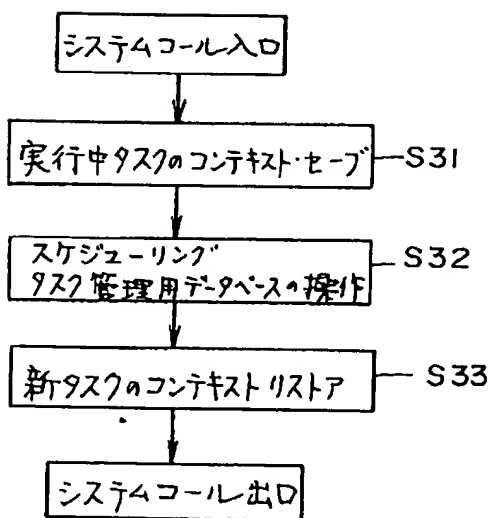 システムコール入口
実行中タスクのコンテキスト・セーブ
S31
スケジューリング
タスク管理用データベースの操作
S32
新タスクのコンテキストリストア
S33
システムコール出口